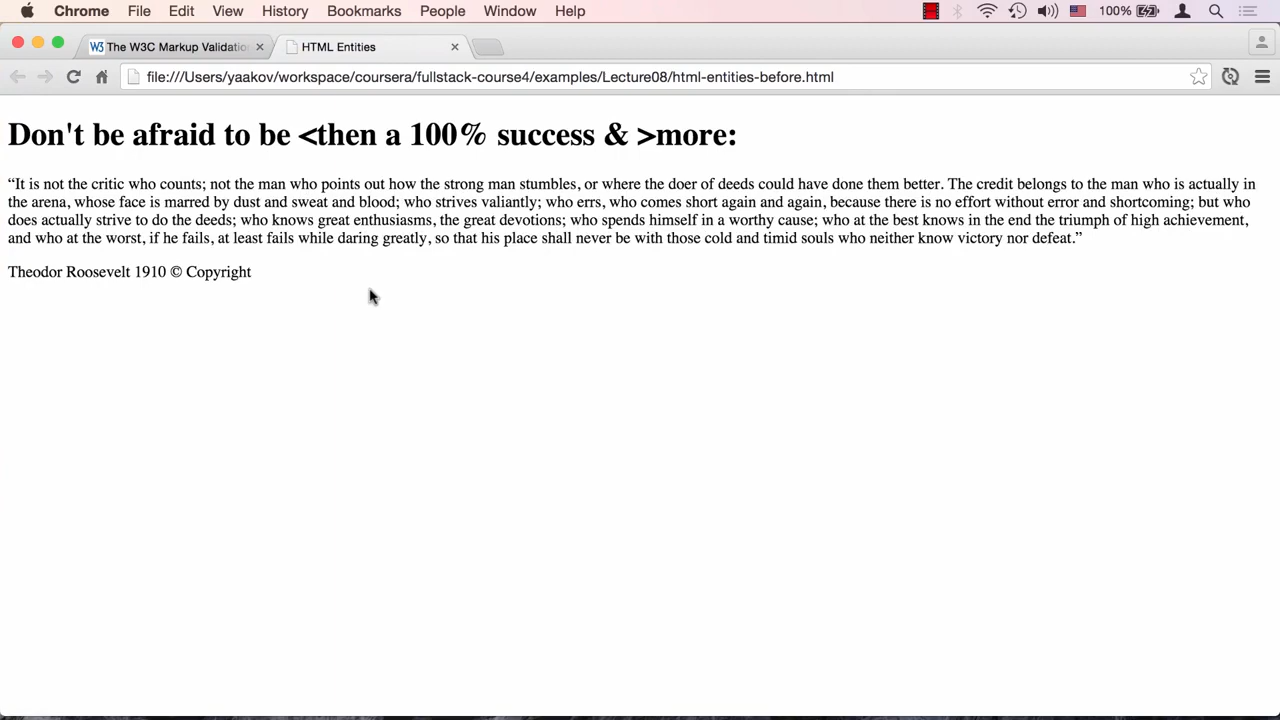 Chrome File Edit View History Bookmarks People Window Help 100%
The W3C Markup Validatio HTML Entities
file:///Users/yaakov/workspace/coursera/fullstack-course4/examples/Lecture08/html-entities-before.html
Don't be afraid to be <then a 100% success & >more:
“It is not the critic who counts; not the man who points out how the strong man stumbles, or where the doer of deeds could have done them better. The credit belongs to the man who is actually in
the arena, whose face is marred by dust and sweat and blood; who strives valiantly; who errs, who comes short again and again, because there is no effort without error and shortcoming; but who
does actually strive to do the deeds; who knows great enthusiasms, the great devotions; who spends himself in a worthy cause; who at the best knows in the end the triumph of high achievement,
and who at the worst, if he fails, at least fails while daring greatly, so that his place shall never be with those cold and timid souls who neither know victory nor defeat.”
Theodor Roosevelt 1910 © Copyright